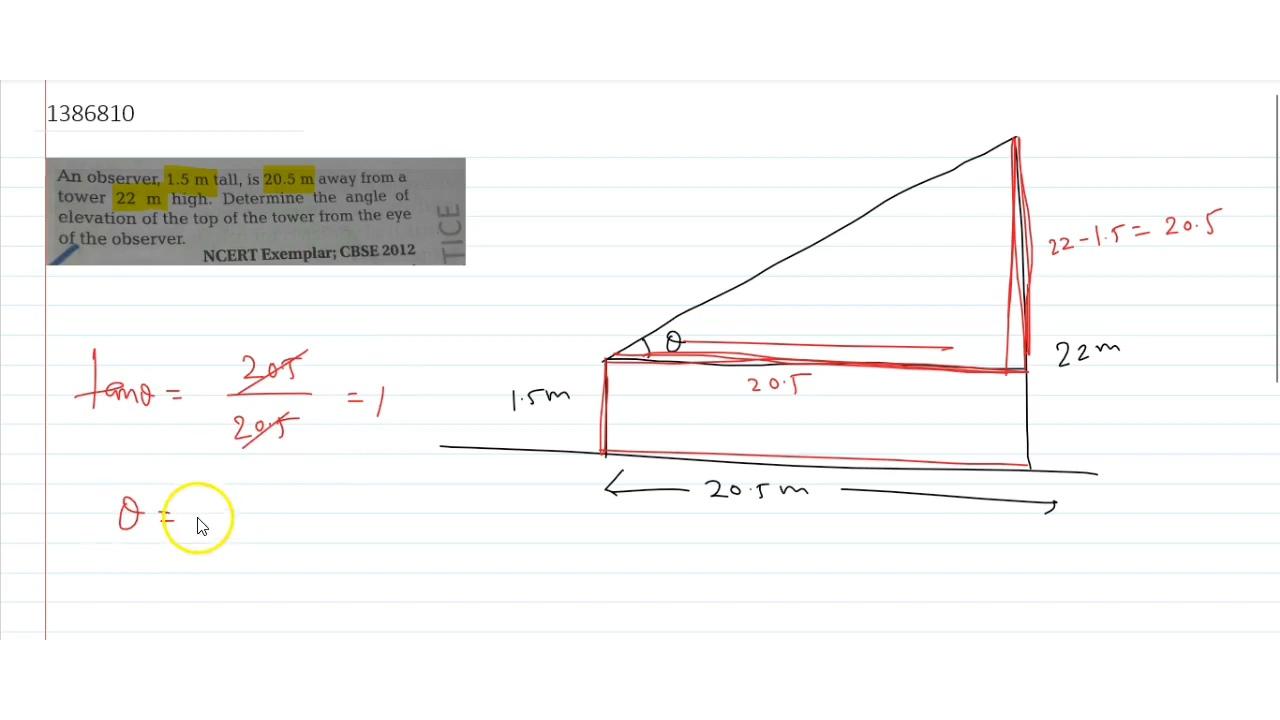 1386810
An observer, 1.5 m tall, is 20.5 m away from a
tower 22 m high. Determine the angle of
elevation of the top of the tower from the eye
of the observer.
NCERT Exemplar; CBSE 2012
TICE
tanθ = 20.5 / 20.5 = 1
θ =
θ
22 - 1.5 = 20.5
22 m
20.5
1.5 m
20.5 m